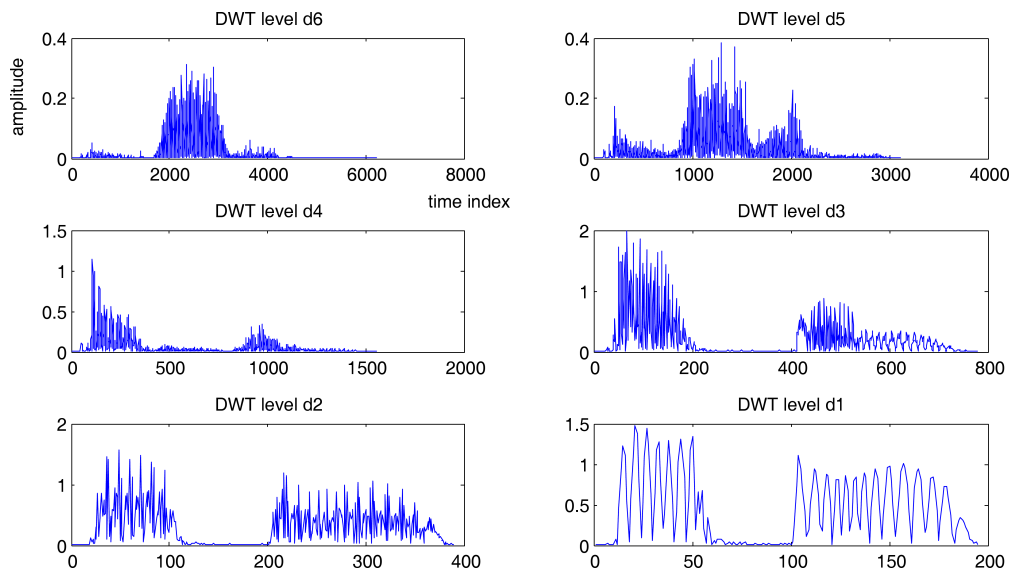 DWT level d6
DWT level d5
amplitude
0.4
0.2
0
0 2000 4000 6000 8000
time index
0.4
0.2
0
0 1000 2000 3000 4000
DWT level d4
DWT level d3
1.5
1
0.5
0
0 500 1000 1500 2000
2
1
0
0 200 400 600 800
DWT level d2
DWT level d1
2
1
0
0 100 200 300 400
1.5
1
0.5
0
0 50 100 150 200